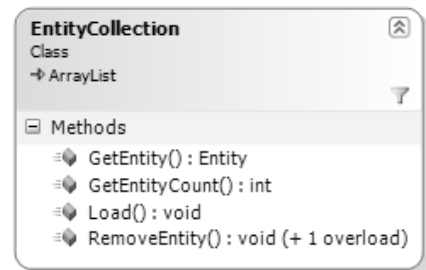 EntityCollection
Class
ArrayList
Methods
GetEntity() : Entity
GetEntityCount() : int
Load() : void
RemoveEntity() : void (+ 1 overload)